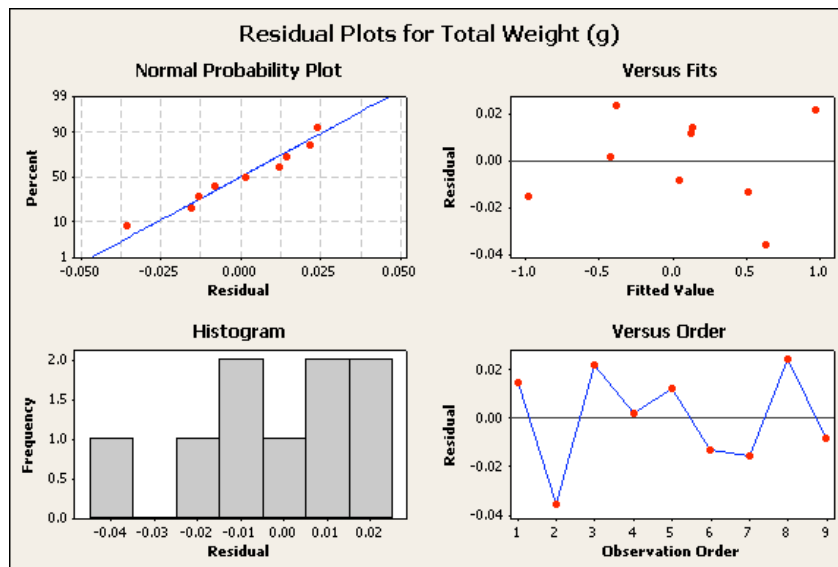 Residual Plots for Total Weight (g)
Normal Probability Plot
99
90
50
10
1
Percent
-0.050 -0.025 0.000 0.025 0.050
Residual
Versus Fits
0.02
0.00
-0.02
-0.04
Residual
-1.0 -0.5 0.0 0.5 1.0
Fitted Value
Histogram
2.0
1.5
1.0
0.5
0.0
Frequency
-0.04 -0.03 -0.02 -0.01 0.00 0.01 0.02
Residual
Versus Order
0.02
0.00
-0.02
-0.04
Residual
1 2 3 4 5 6 7 8 9
Observation Order